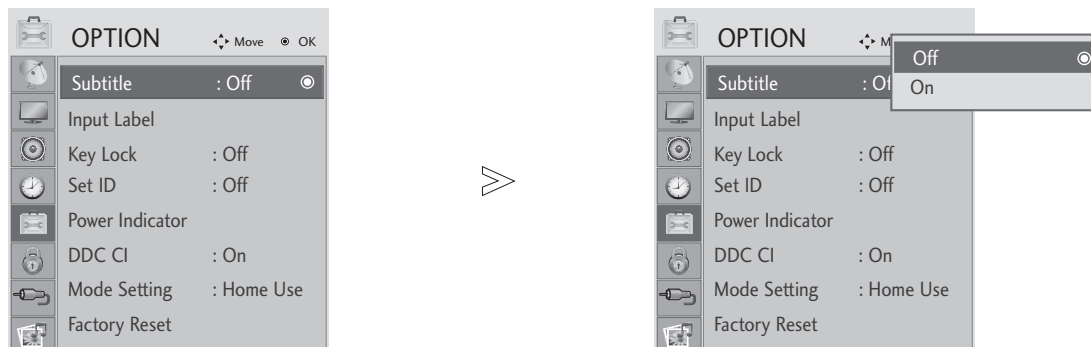 OPTION Move OK
Subtitle : Off
Input Label
Key Lock : Off
Set ID : Off
Power Indicator
DDC CI : On
Mode Setting : Home Use
Factory Reset
OPTION M
Off
On
Subtitle : Of
Input Label
Key Lock : Off
Set ID : Off
Power Indicator
DDC CI : On
Mode Setting : Home Use
Factory Reset